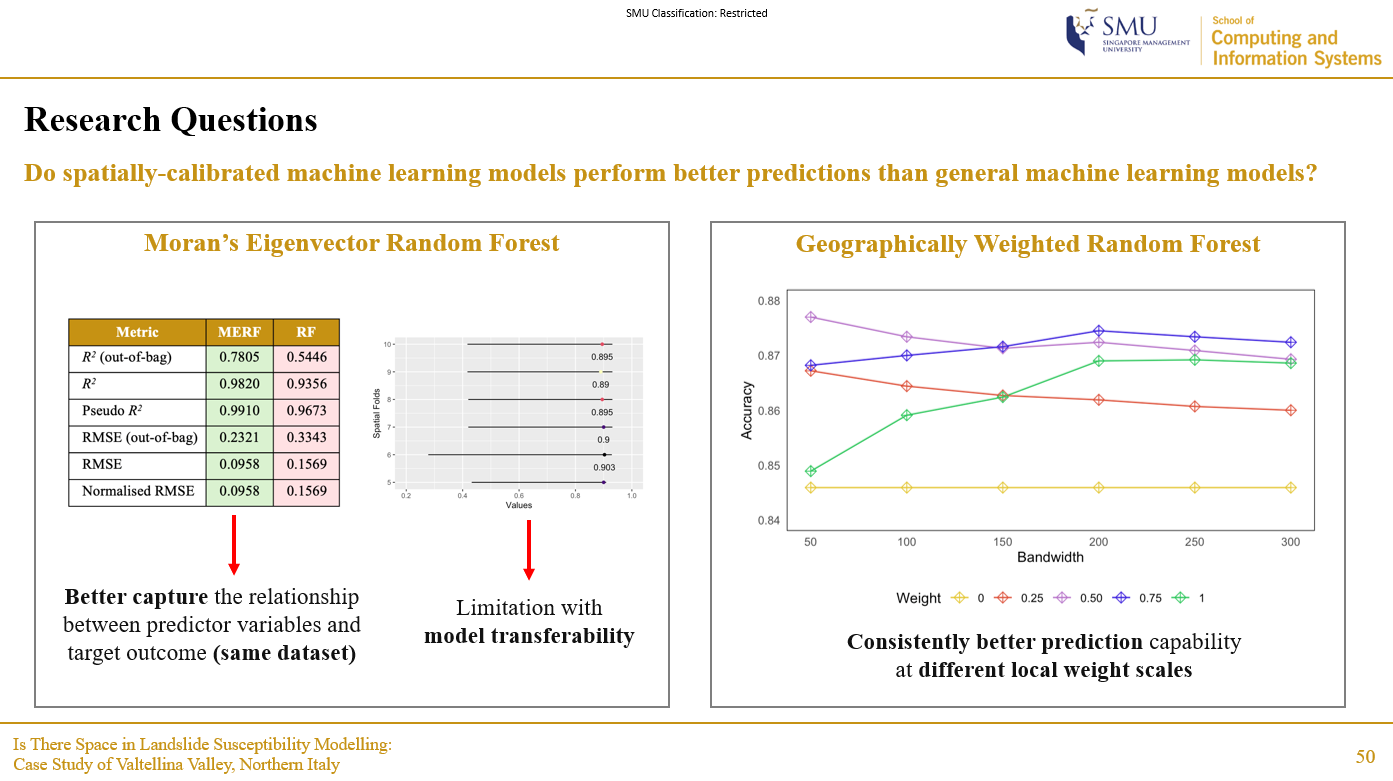 SMU Classification: Restricted
SMU
SINGAPORE MANAGEMENT
UNIVERSITY
School of
Computing and
Information Systems
Research Questions
Do spatially-calibrated machine learning models perform better predictions than general machine learning models?
Moran's Eigenvector Random Forest
Metric MERF RF
R² (out-of-bag) 0.7805 0.5446
R² 0.9820 0.9356
Pseudo R² 0.9910 0.9673
RMSE (out-of-bag) 0.2321 0.3343
RMSE 0.0958 0.1569
Normalised RMSE 0.0958 0.1569
Spatial Folds
10
0.895
9
0.89
8
0.895
7
0.9
6
0.903
5
0.2 0.4 0.6 0.8 1.0
Values
Better capture the relationship
between predictor variables and
target outcome (same dataset)
Limitation with
model transferability
Geographically Weighted Random Forest
Accuracy
0.88
0.87
0.86
0.85
0.84
50 100 150 200 250 300
Bandwidth
Weight 0 0.25 0.50 0.75 1
Consistently better prediction capability
at different local weight scales
Is There Space in Landslide Susceptibility Modelling:
Case Study of Valtellina Valley, Northern Italy
50